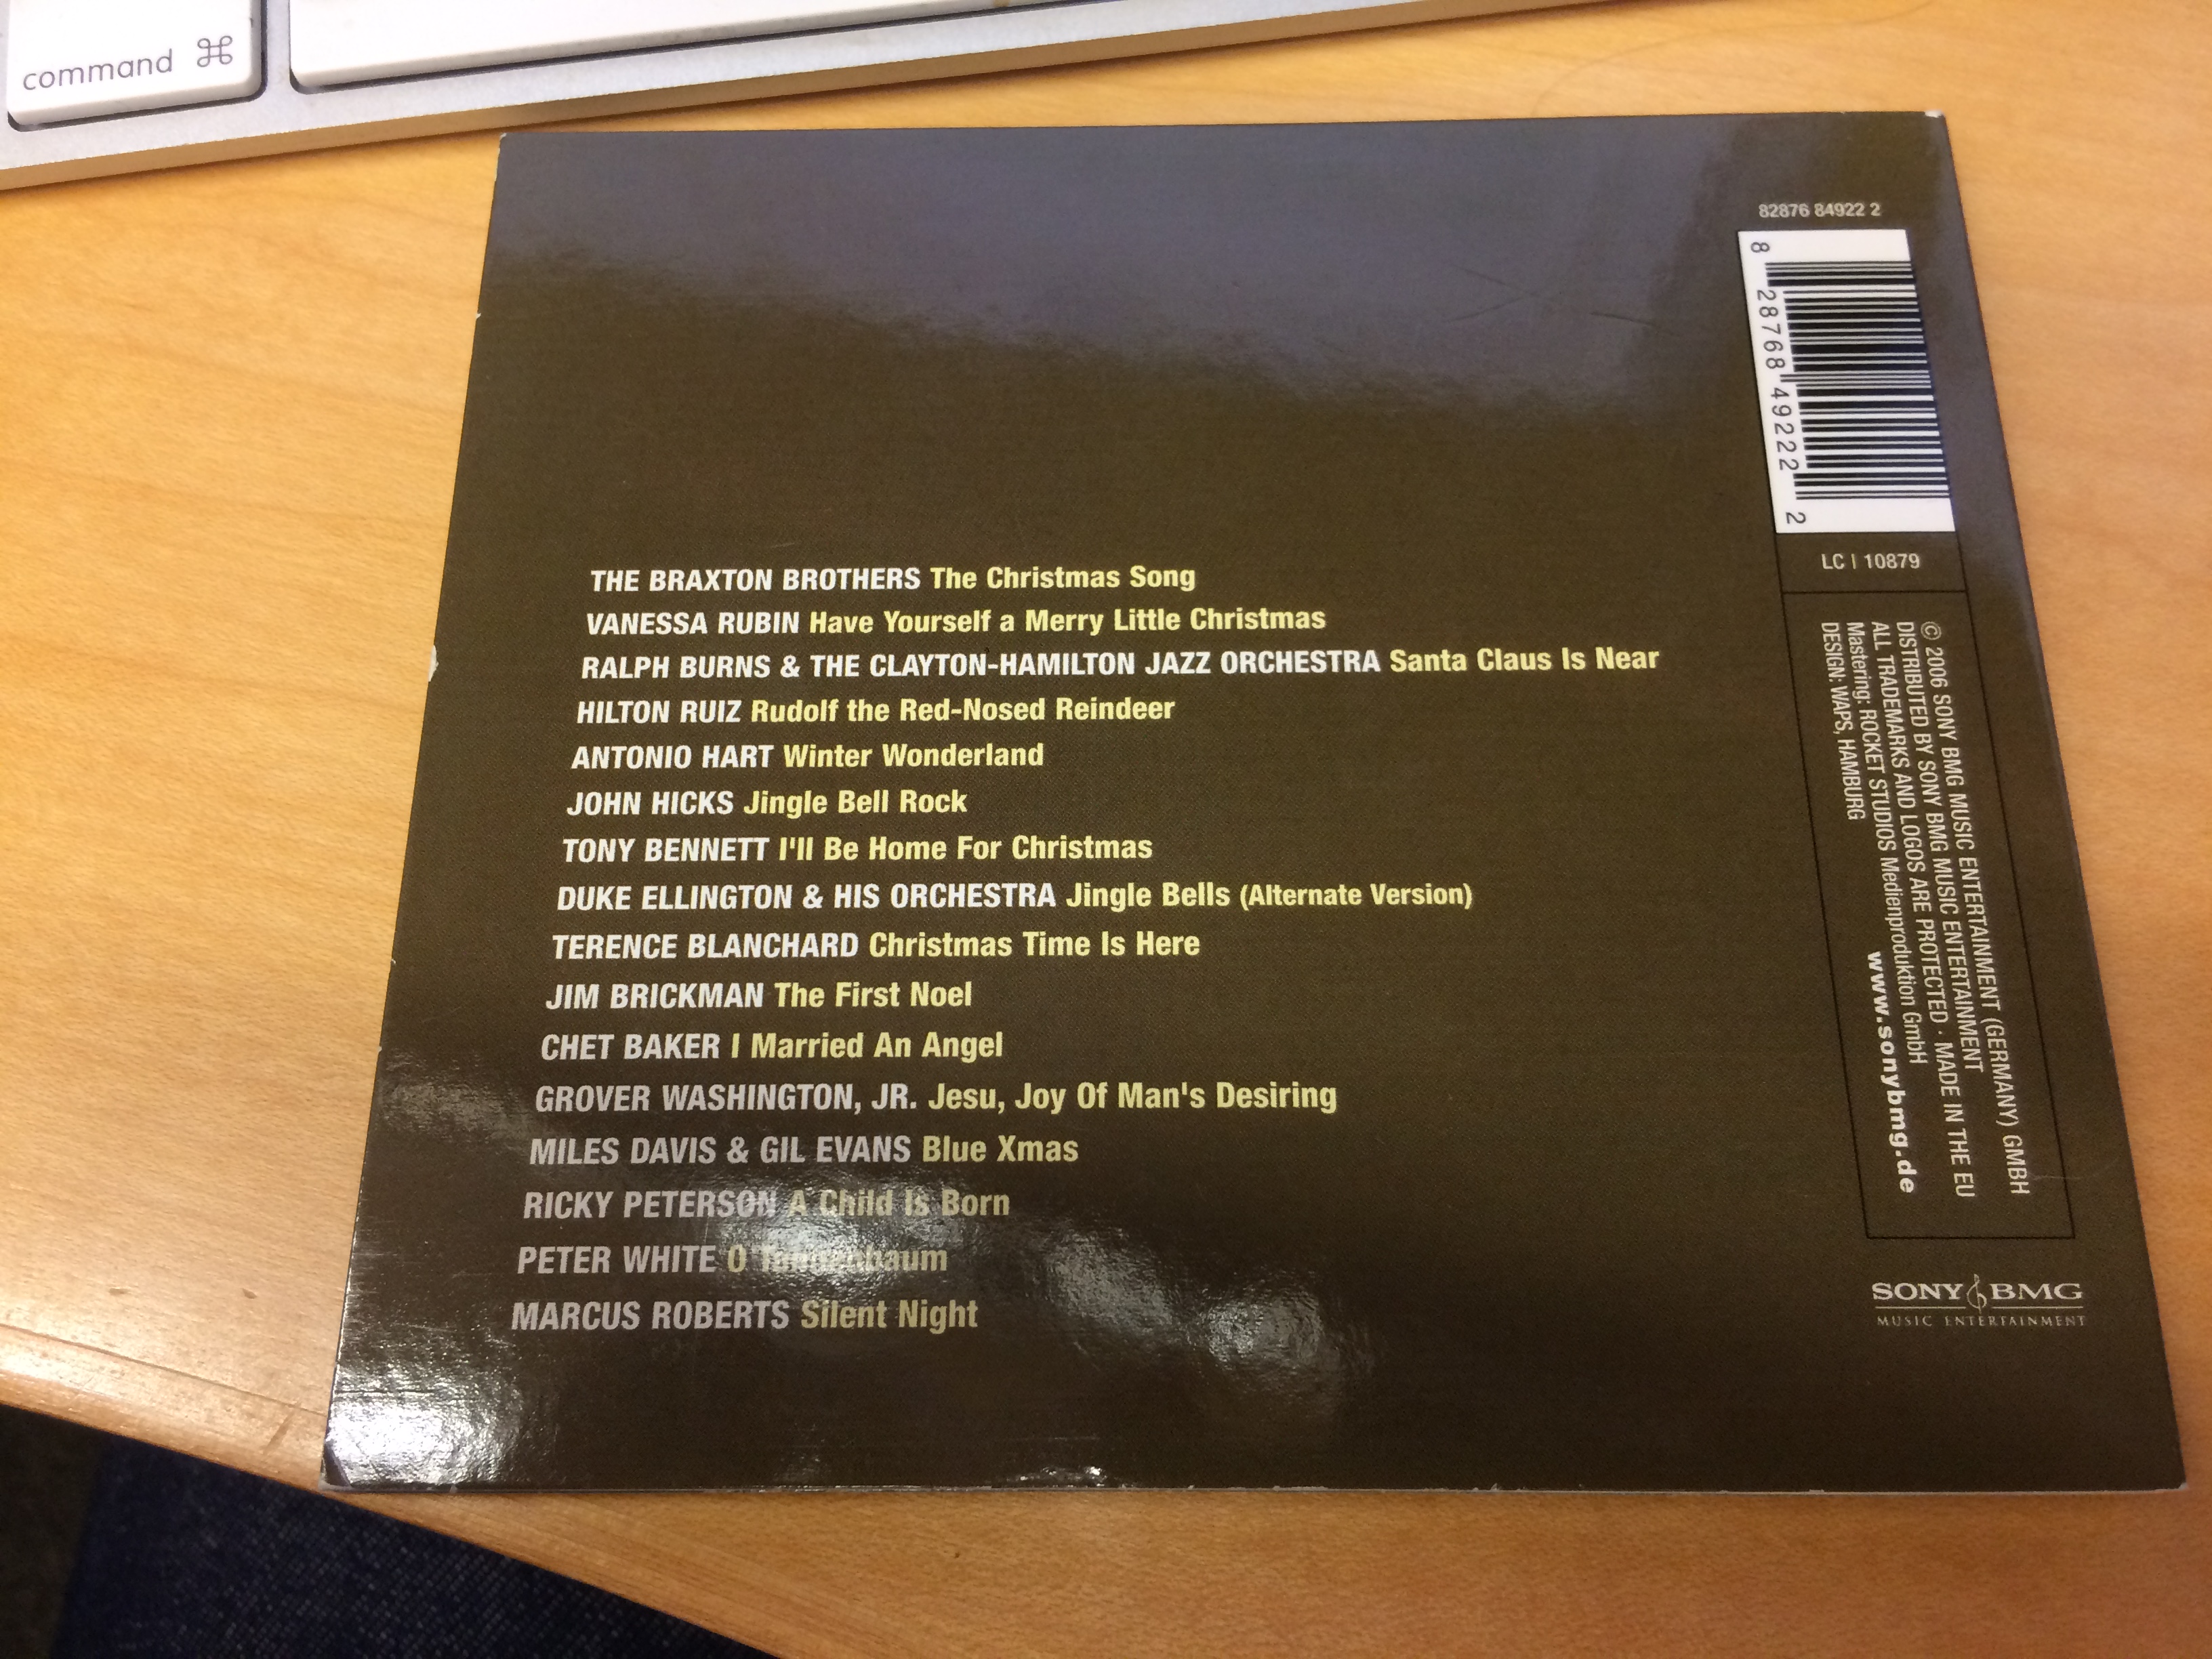 command ⌘
82876 84922 2
8 28768 49222 2
LC | 10879
THE BRAXTON BROTHERS The Christmas Song
VANESSA RUBIN Have Yourself a Merry Little Christmas
RALPH BURNS & THE CLAYTON-HAMILTON JAZZ ORCHESTRA Santa Claus Is Near
HILTON RUIZ Rudolf the Red-Nosed Reindeer
ANTONIO HART Winter Wonderland
JOHN HICKS Jingle Bell Rock
TONY BENNETT I'll Be Home For Christmas
DUKE ELLINGTON & HIS ORCHESTRA Jingle Bells (Alternate Version)
TERENCE BLANCHARD Christmas Time Is Here
JIM BRICKMAN The First Noel
CHET BAKER I Married An Angel
GROVER WASHINGTON, JR. Jesu, Joy Of Man's Desiring
MILES DAVIS & GIL EVANS Blue Xmas
RICKY PETERSON A Child Is Born
PETER WHITE O Tannenbaum
MARCUS ROBERTS Silent Night
© 2006 SONY BMG MUSIC ENTERTAINMENT (GERMANY) GMBH
DISTRIBUTED BY SONY BMG MUSIC ENTERTAINMENT
ALL TRADEMARKS AND LOGOS ARE PROTECTED · MADE IN THE EU
Mastering: ROCKET STUDIOS Medienproduktion GmbH
DESIGN: WAPS, HAMBURG
www.sonybmg.de
SONY BMG
MUSIC ENTERTAINMENT